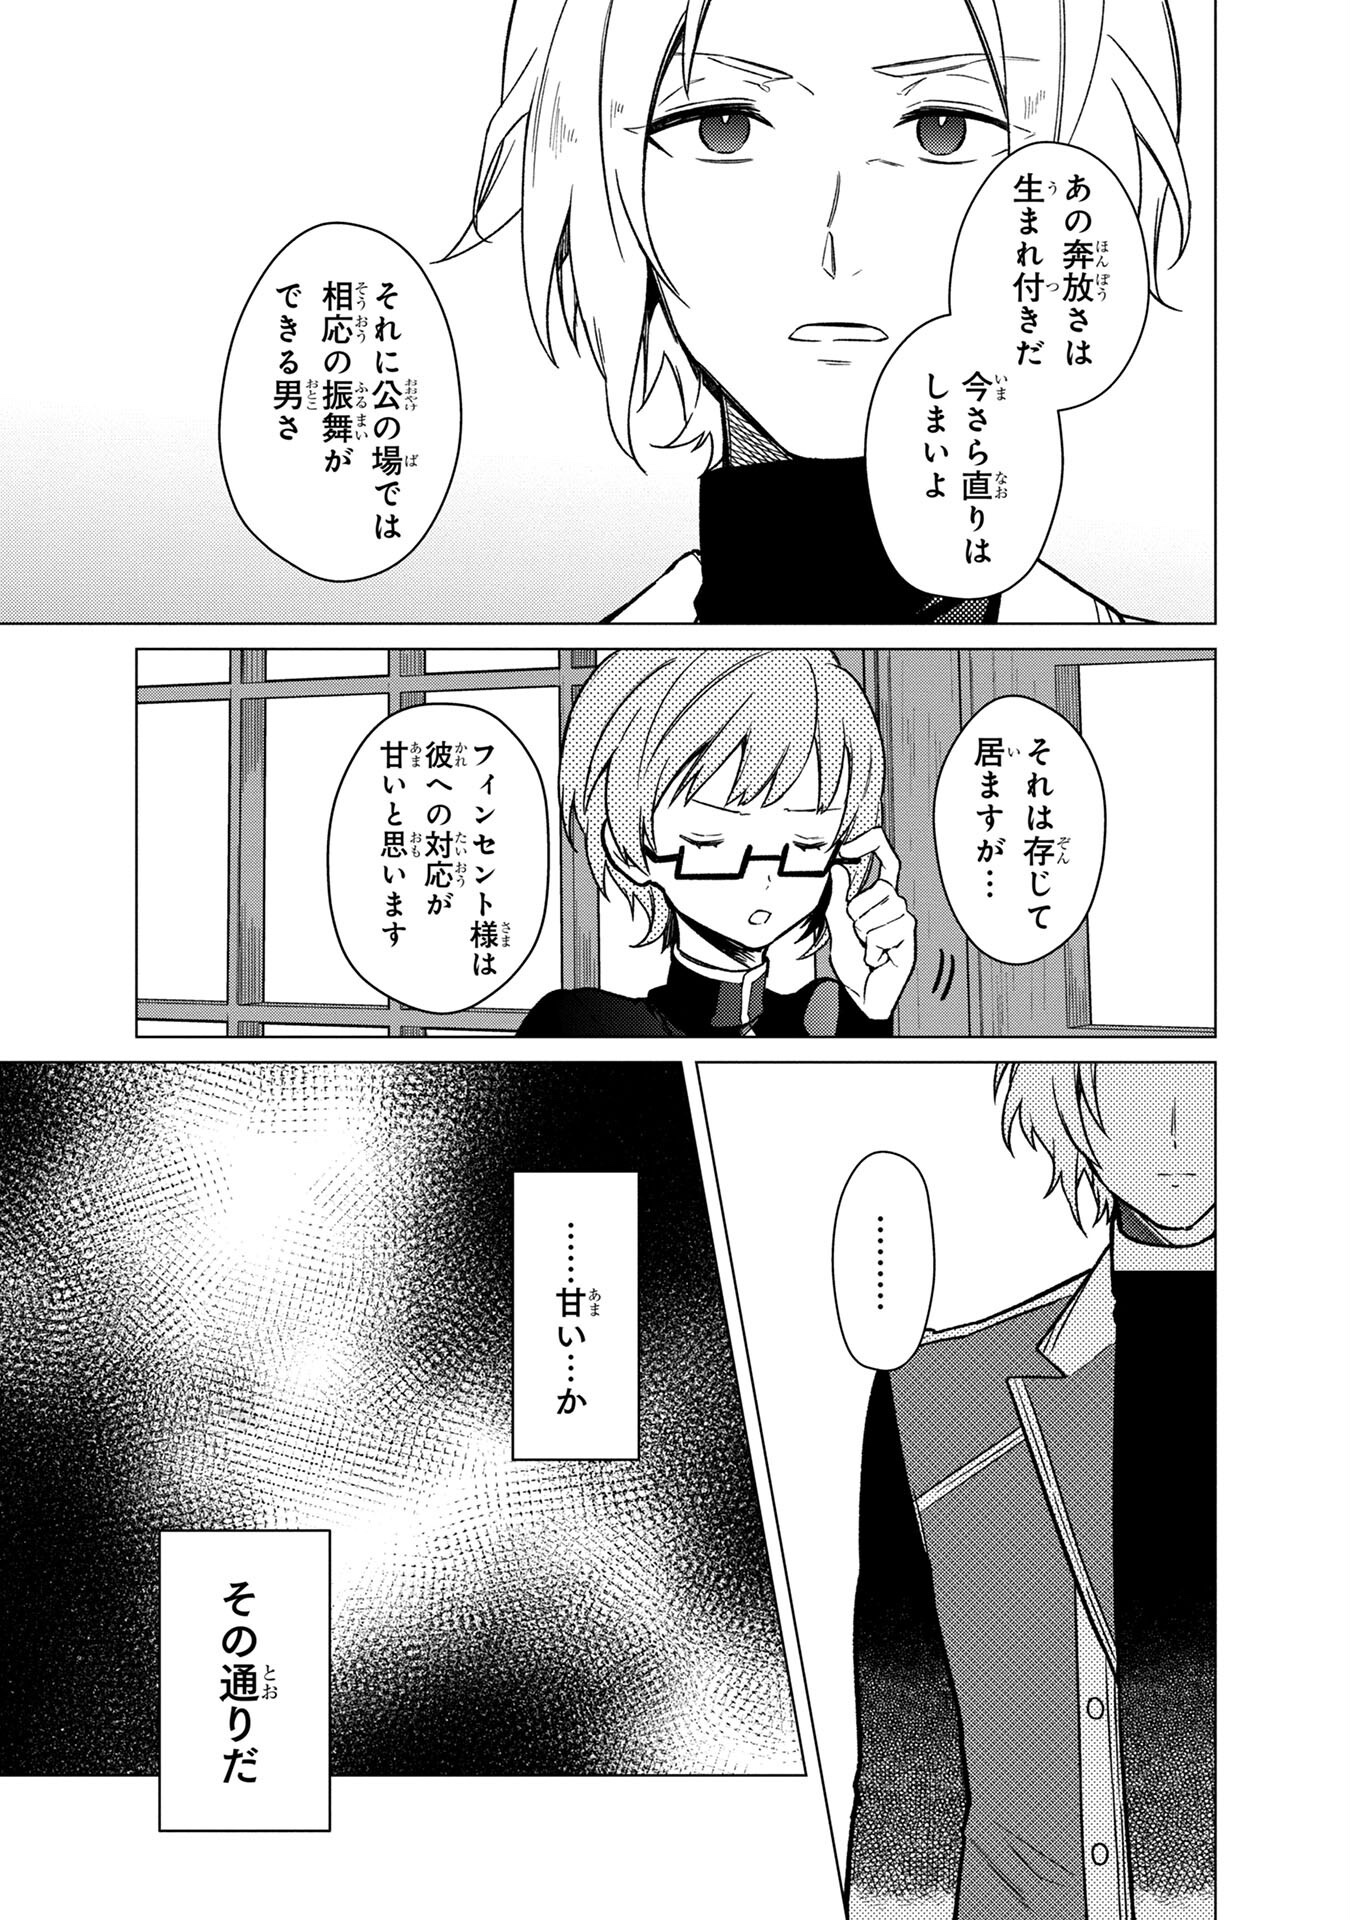 あの奔放さは
生まれ付きだ
今さら直りは
しまいよ
それに公の場では
相応の振舞が
できる男さ
それは存じて
居ますが…
フィンセント様は
彼への対応が
甘いと思います
………
……甘い…か
その通りだ